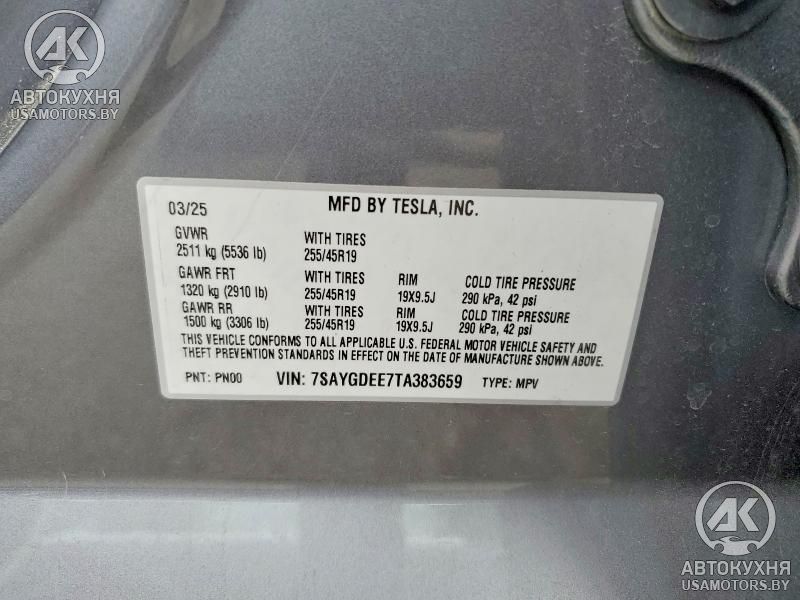 АК
АВТОКУХНЯ
USAMOTORS.BY
03/25 MFD BY TESLA, INC.
GVWR
2511 kg (5536 lb) WITH TIRES 255/45R19
GAWR FRT WITH TIRES RIM COLD TIRE PRESSURE
1320 kg (2910 lb) 255/45R19 19X9.5J 290 kPa, 42 psi
GAWR RR WITH TIRES RIM COLD TIRE PRESSURE
1500 kg (3306 lb) 255/45R19 19X9.5J 290 kPa, 42 psi
THIS VEHICLE CONFORMS TO ALL APPLICABLE U.S. FEDERAL MOTOR VEHICLE SAFETY AND
THEFT PREVENTION STANDARDS IN EFFECT ON THE DATE OF MANUFACTURE SHOWN ABOVE.
PNT: PN00 VIN: 7SAYGDEE7TA383659 TYPE: MPV
АК
АВТОКУХНЯ
USAMOTORS.BY